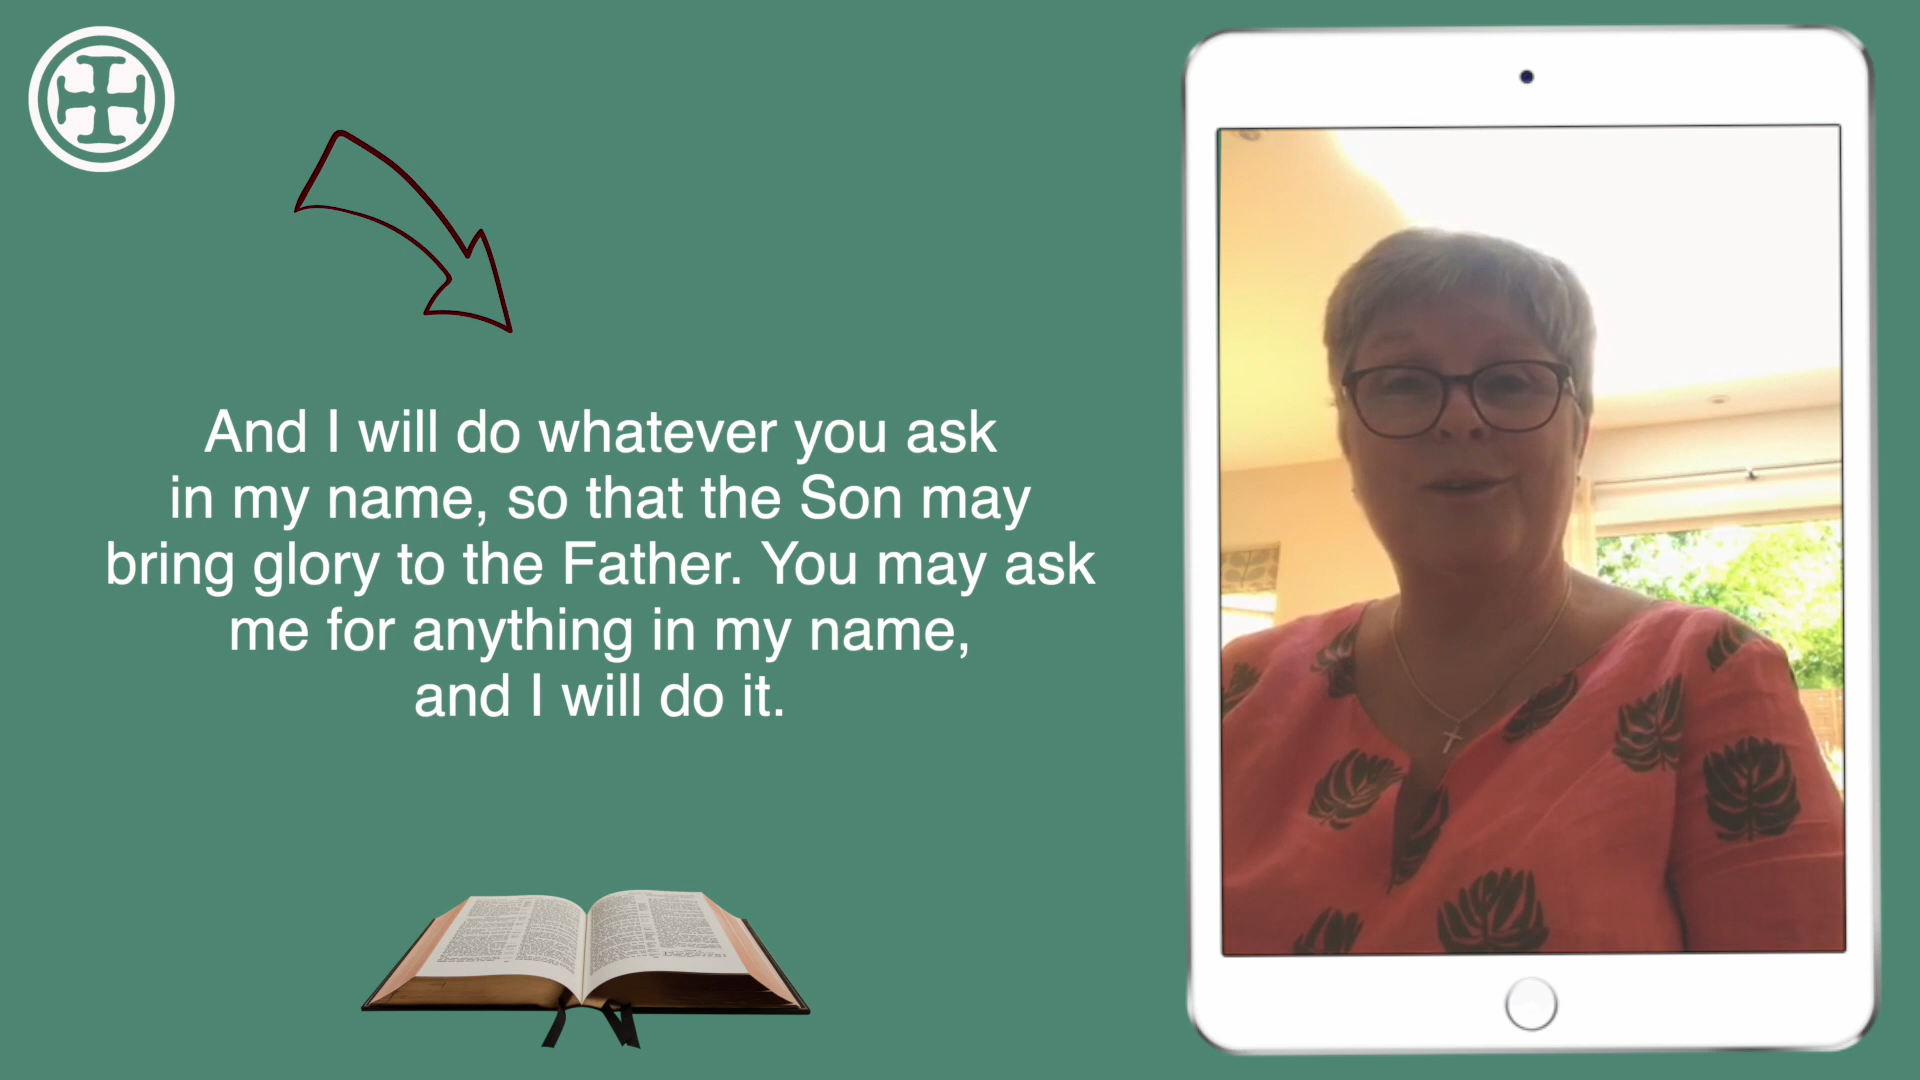 And I will do whatever you ask
in my name, so that the Son may
bring glory to the Father. You may ask
me for anything in my name,
and I will do it.